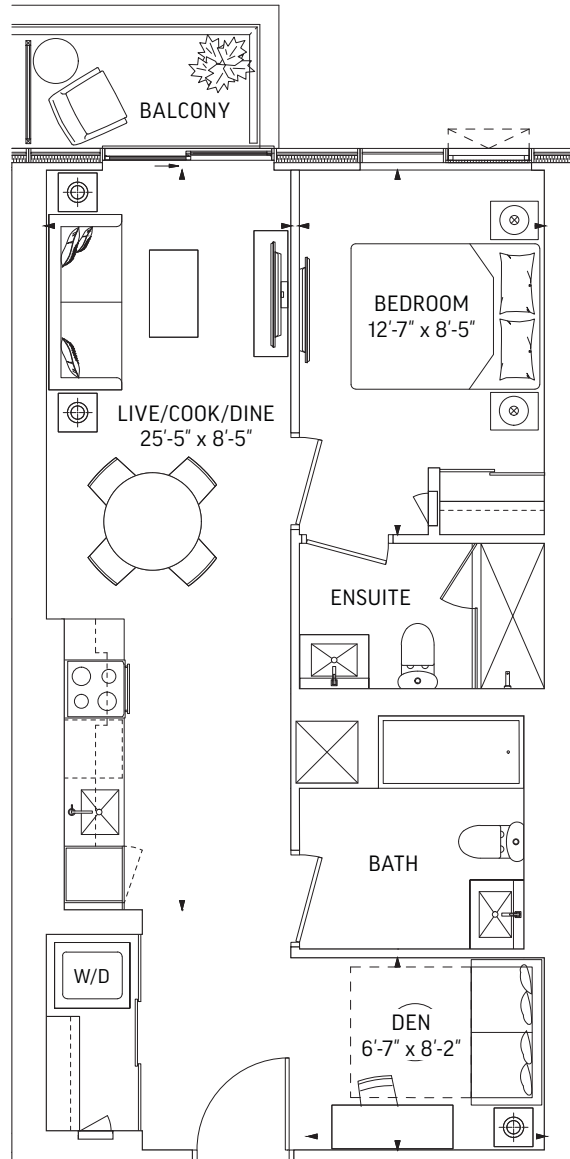 BALCONY
BEDROOM
12'-7" x 8'-5"
LIVE/COOK/DINE
25'-5" x 8'-5"
ENSUITE
BATH
W/D
DEN
6'-7" x 8'-2"